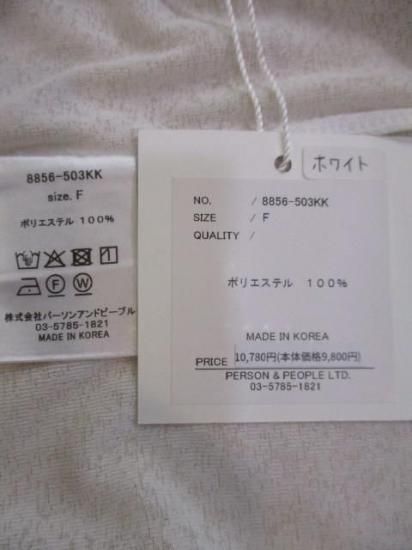 8856-503KK
size. F
ポリエステル 100%
株式会社パーソンアンドピープル
03-5785-1821
MADE IN KOREA
ホワイト
NO. / 8856-503KK
SIZE / F
QUALITY /
ポリエステル 100%
MADE IN KOREA
PRICE 10,780円(本体価格9,800円)
PERSON & PEOPLE LTD.
03-5785-1821